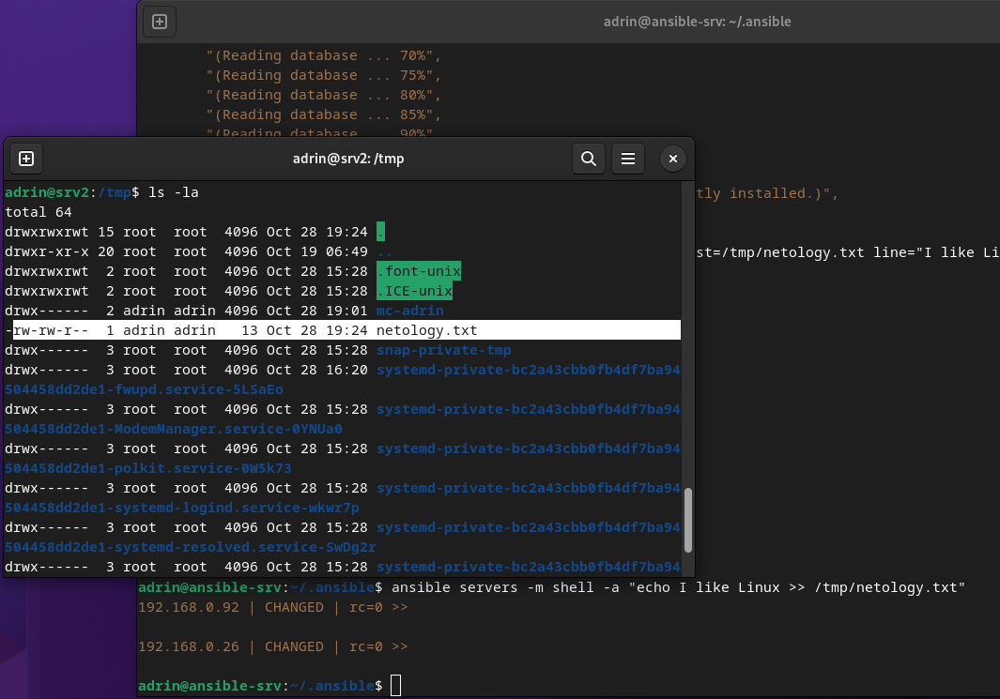 adrin@ansible-srv: ~/.ansible
"(Reading database ... 70%",
"(Reading database ... 75%",
"(Reading database ... 80%",
"(Reading database ... 85%",
"(Reading database ... 90%"
tly installed.)",
st=/tmp/netology.txt line="I like Li
adrin@srv2: /tmp
adrin@srv2:/tmp$ ls -la
total 64
drwxrwxrwt 15 root  root  4096 Oct 28 19:24 .
drwxr-xr-x 20 root  root  4096 Oct 19 06:49 ..
drwxrwxrwt  2 root  root  4096 Oct 28 15:28 .font-unix
drwxrwxrwt  2 root  root  4096 Oct 28 15:28 .ICE-unix
drwx------  2 adrin adrin 4096 Oct 28 19:01 mc-adrin
-rw-rw-r--  1 adrin adrin   13 Oct 28 19:24 netology.txt
drwx------  3 root  root  4096 Oct 28 15:28 snap-private-tmp
drwx------  3 root  root  4096 Oct 28 16:20 systemd-private-bc2a43cbb0fb4df7ba94
504458dd2de1-fwupd.service-5LSaEo
drwx------  3 root  root  4096 Oct 28 15:28 systemd-private-bc2a43cbb0fb4df7ba94
504458dd2de1-ModemManager.service-0YNUa0
drwx------  3 root  root  4096 Oct 28 15:28 systemd-private-bc2a43cbb0fb4df7ba94
504458dd2de1-polkit.service-0W5k73
drwx------  3 root  root  4096 Oct 28 15:28 systemd-private-bc2a43cbb0fb4df7ba94
504458dd2de1-systemd-logind.service-wkwr7p
drwx------  3 root  root  4096 Oct 28 15:28 systemd-private-bc2a43cbb0fb4df7ba94
504458dd2de1-systemd-resolved.service-SwDg2r
drwx------  3 root  root  4096 Oct 28 15:28 systemd-private-bc2a43cbb0fb4df7ba94
adrin@ansible-srv:~/.ansible$ ansible servers -m shell -a "echo I like Linux >> /tmp/netology.txt"
192.168.0.92 | CHANGED | rc=0 >>
192.168.0.26 | CHANGED | rc=0 >>
adrin@ansible-srv:~/.ansible$